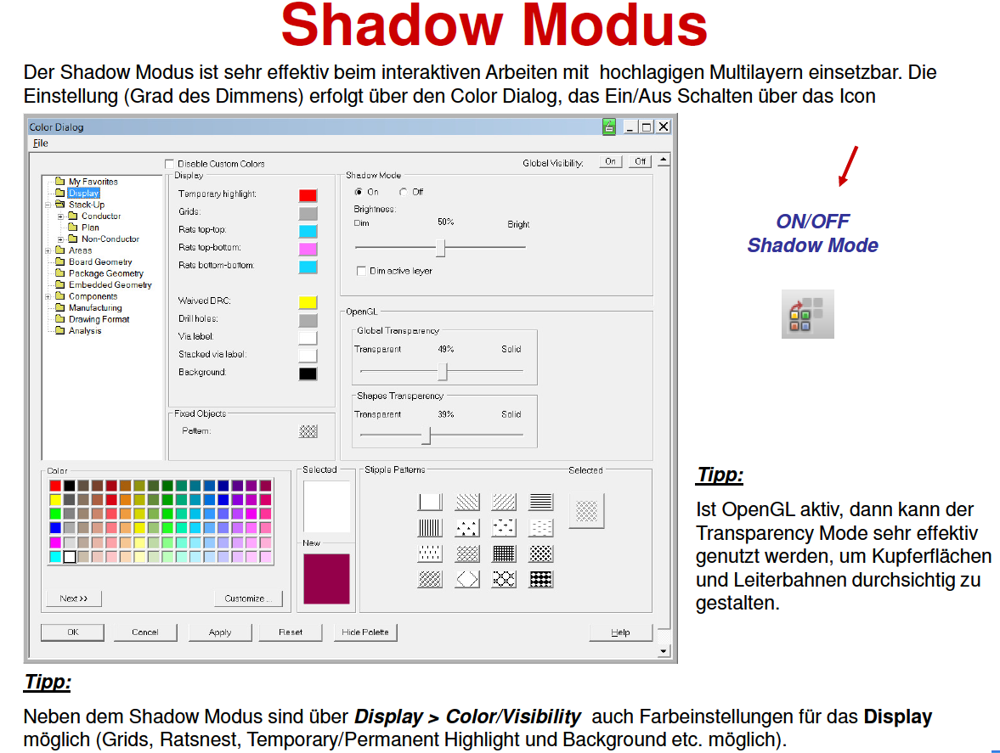 Shadow Modus
Der Shadow Modus ist sehr effektiv beim interaktiven Arbeiten mit  hochlagigen Multilayern einsetzbar. Die
Einstellung (Grad des Dimmens) erfolgt über den Color Dialog, das Ein/Aus Schalten über das Icon
Color Dialog
File
Disable Custom Colors
Global Visibility:
On
Off
My Favorites
Display
Stack-Up
Conductor
Plan
Non-Conductor
Areas
Board Geometry
Package Geometry
Embedded Geometry
Components
Manufacturing
Drawing Format
Analysis
Display
Temporary highlight:
Grids:
Rats top-top:
Rats top-bottom:
Rats bottom-bottom:
Waived DRC:
Drill holes:
Via label:
Stacked via label:
Background:
Fixed Objects
Pattern:
Shadow Mode
On
Off
Brightness:
Dim
50%
Bright
Dim active layer
OpenGL
Global Transparency
Transparent
49%
Solid
Shapes Transparency
Transparent
39%
Solid
Color
Next >>
Customize ...
Selected
New
Stipple Patterns
Selected
OK
Cancel
Apply
Reset
Hide Palette
Help
ON/OFF
Shadow Mode
Tipp:
Ist OpenGL aktiv, dann kann der
Transparency Mode sehr effektiv
genutzt werden, um Kupferflächen
und Leiterbahnen durchsichtig zu
gestalten.
Tipp:
Neben dem Shadow Modus sind über Display > Color/Visibility  auch Farbeinstellungen für das Display
möglich (Grids, Ratsnest, Temporary/Permanent Highlight und Background etc. möglich).